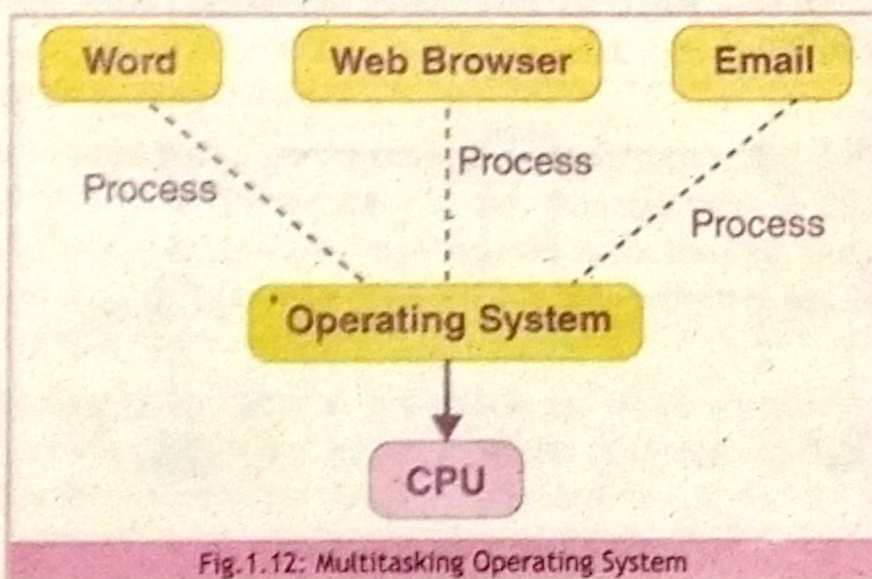 Word
Web Browser
Email
Process
Process
Process
Operating System
CPU
Fig.1.12: Multitasking Operating System